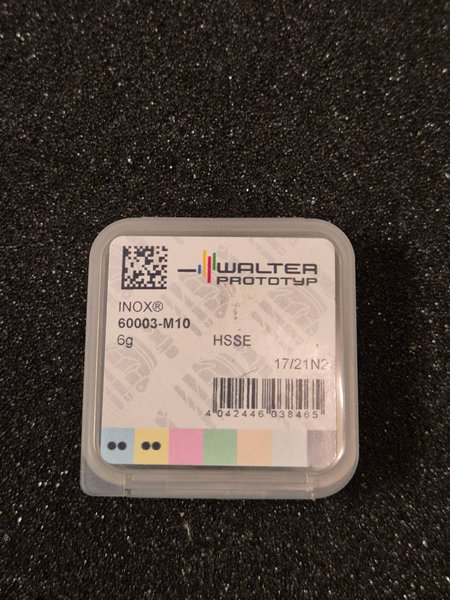 WALTER
PROTOTYP
INOX®
60003-M10
6g HSSE
17/21N2
4 042446 038465